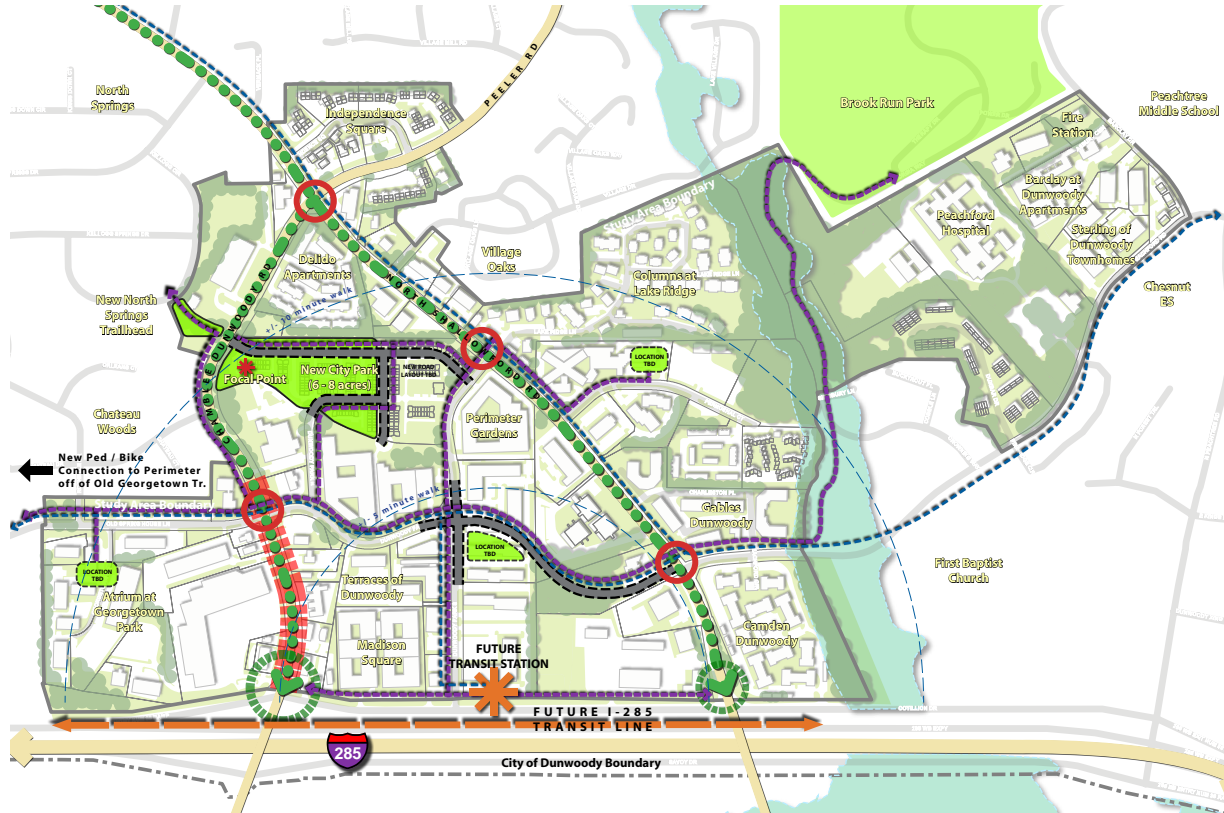 North
Springs
PEELER RD
Independence
Square
Brook Run Park
Peachtree
Middle School
Fire
Station
Barclay at
Dunwoody
Apartments
Peachford
Hospital
Sterling of
Dunwoody
Townhomes
Study Area Boundary
Village
Oaks
Delido
Apartments
Columns at
Lake Ridge
Chesnut
ES
New North
Springs
Trailhead
CHAMBLEE DUNWOODY RD
NORTH SHALLOWFORD RD
+/- 10 minute walk
Focal Point
New City Park
(6 - 8 acres)
NEW ROAD
LAYOUT TBD
LOCATION
TBD
Chateau
Woods
Perimeter
Gardens
New Ped / Bike
Connection to Perimeter
off of Old Georgetown Tr.
+/- 5 minute walk
CHARLESTON PL
Gables
Dunwoody
Study Area Boundary
LOCATION
TBD
LOCATION
TBD
First Baptist
Church
Terraces of
Dunwoody
Atrium at
Georgetown
Park
Camden
Dunwoody
Madison
Square
FUTURE
TRANSIT STATION
FUTURE I-285
TRANSIT LINE
285
City of Dunwoody Boundary
SAVOY DR